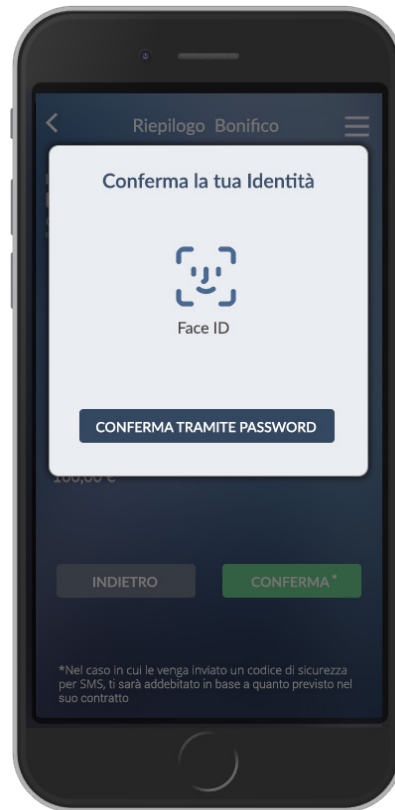 Riepilogo Bonifico
Conferma la tua Identità
Face ID
CONFERMA TRAMITE PASSWORD
100,00 €
INDIETRO
CONFERMA*
*Nel caso in cui le venga inviato un codice di sicurezza
per SMS, ti sarà addebitato in base a quanto previsto nel
suo contratto